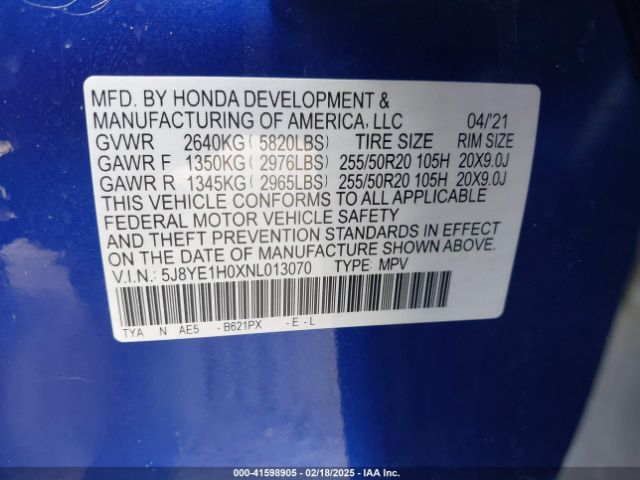 MFD. BY HONDA DEVELOPMENT &
MANUFACTURING OF AMERICA, LLC 04/'21
GVWR 2640KG ( 5820LBS) TIRE SIZE RIM SIZE
GAWR F 1350KG ( 2976LBS) 255/50R20 105H 20X9.0J
GAWR R 1345KG ( 2965LBS) 255/50R20 105H 20X9.0J
THIS VEHICLE CONFORMS TO ALL APPLICABLE
FEDERAL MOTOR VEHICLE SAFETY
AND THEFT PREVENTION STANDARDS IN EFFECT
ON THE DATE OF MANUFACTURE SHOWN ABOVE.
V.I.N.: 5J8YE1H0XNL013070 TYPE: MPV
TYA N AE5 -B621PX -E-L
00-41598905 - 02/18/2025 - IAA Inc.